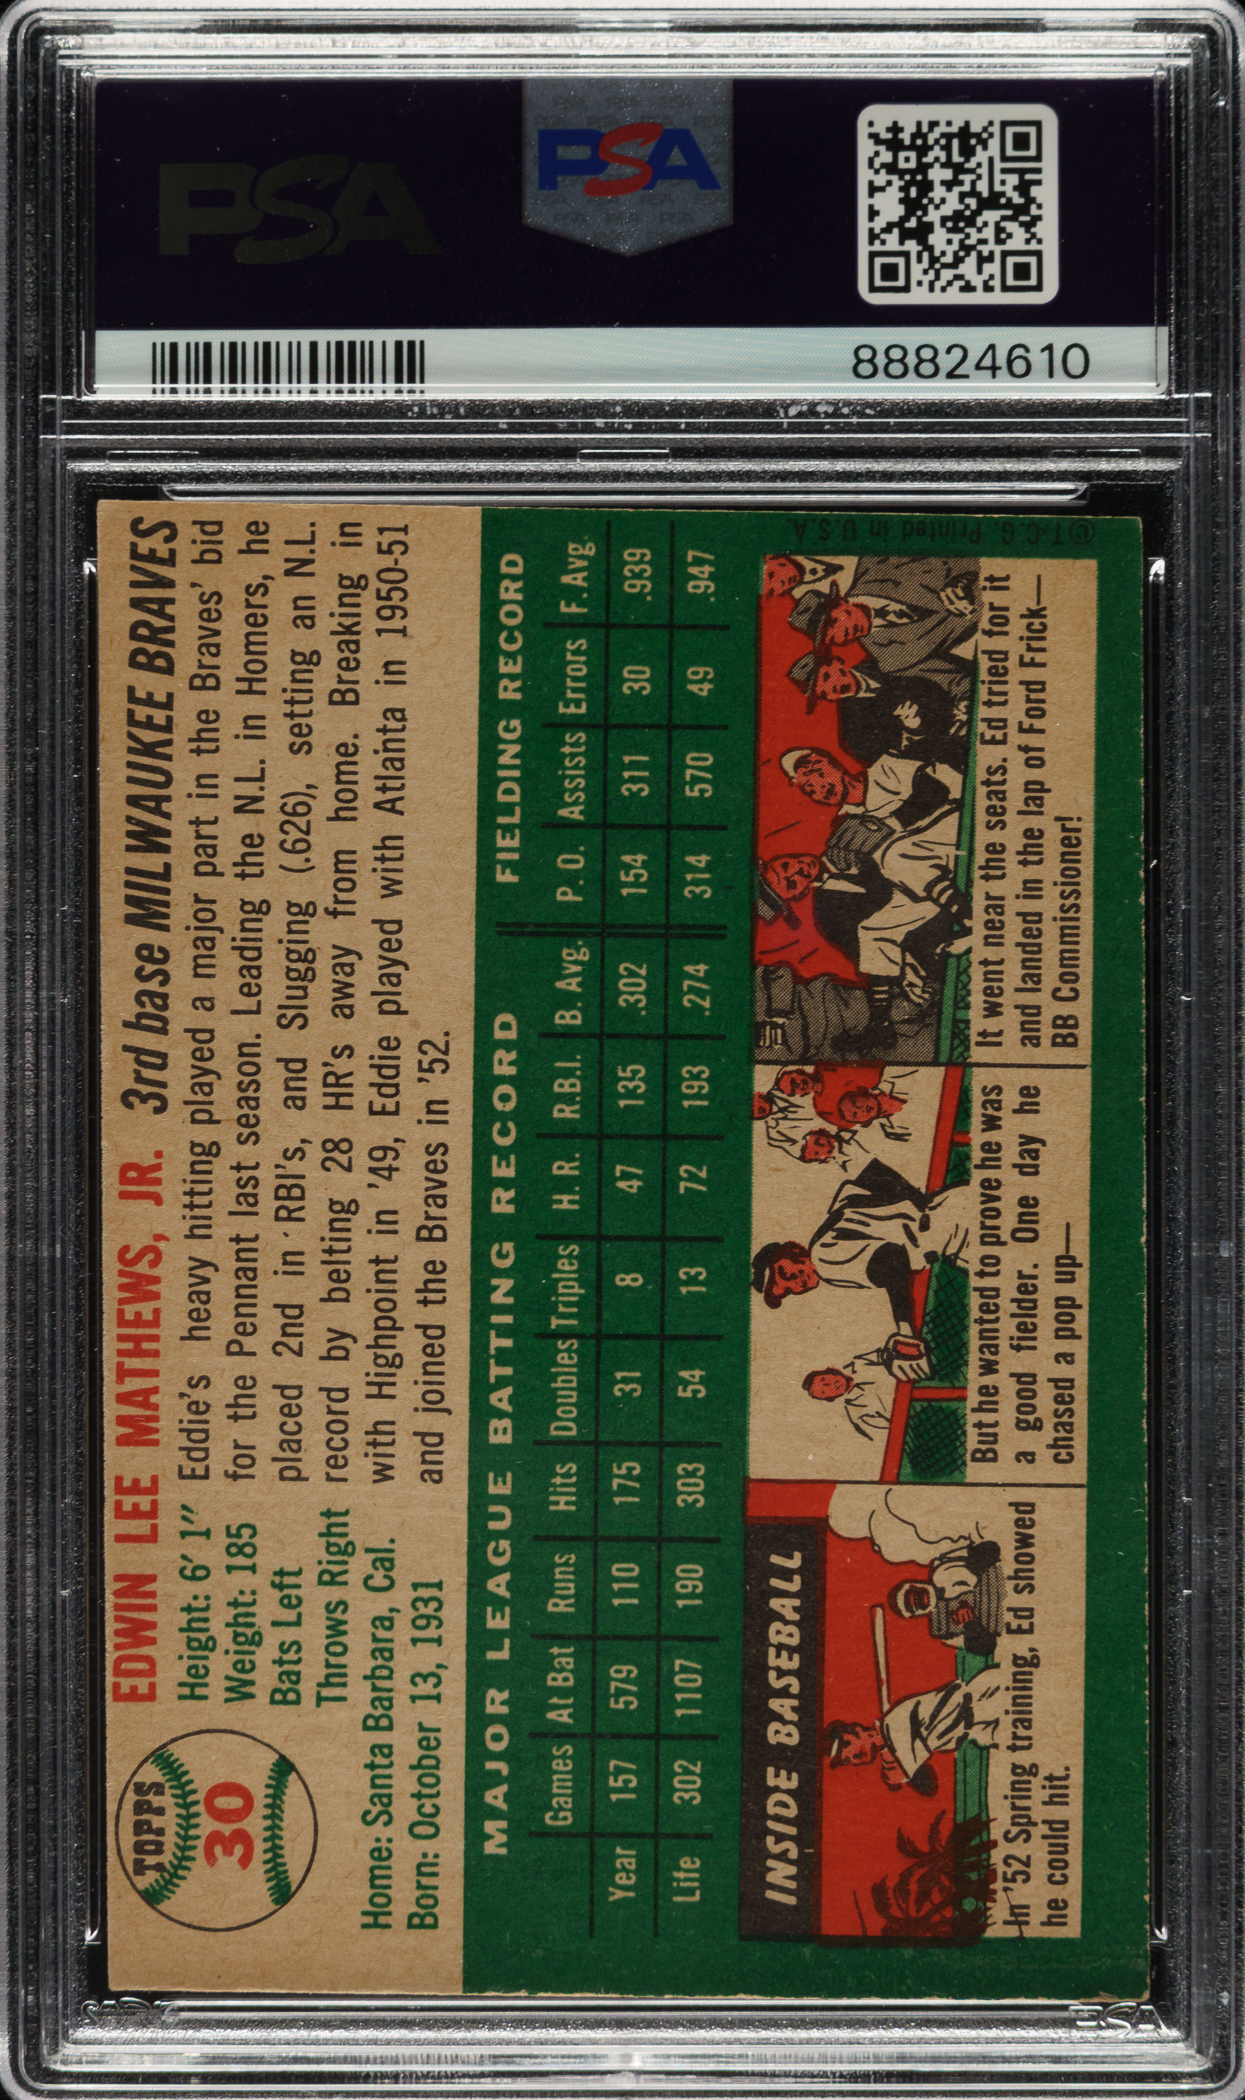 PSA
PSA
88824610
TOPPS
30
EDWIN LEE MATHEWS, JR. 3rd base MILWAUKEE BRAVES
Height: 6' 1"
Weight: 185
Bats Left
Throws Right
Home: Santa Barbara, Cal.
Born: October 13, 1931
Eddie's heavy hitting played a major part in the Braves' bid
for the Pennant last season. Leading the N.L. in Homers, he
placed 2nd in RBI's, and Slugging (.626), setting an N.L.
record by belting 28 HR's away from home. Breaking in
with Highpoint in '49, Eddie played with Atlanta in 1950-51
and joined the Braves in '52.
MAJOR LEAGUE BATTING RECORD FIELDING RECORD
Games At Bat Runs Hits Doubles Triples H. R. R.B.I. B. Avg. P. O. Assists Errors F. Avg.
Year 157 579 110 175 31 8 47 135 .302 154 311 30 .939
Life 302 1107 190 303 54 13 72 193 .274 314 570 49 .947
INSIDE BASEBALL
In '52 Spring training, Ed showed
he could hit.
But he wanted to prove he was
a good fielder. One day he
chased a pop up—
It went near the seats. Ed tried for it
and landed in the lap of Ford Frick—
BB Commissioner!
©T.C.G. Printed in U.S.A.
PSA